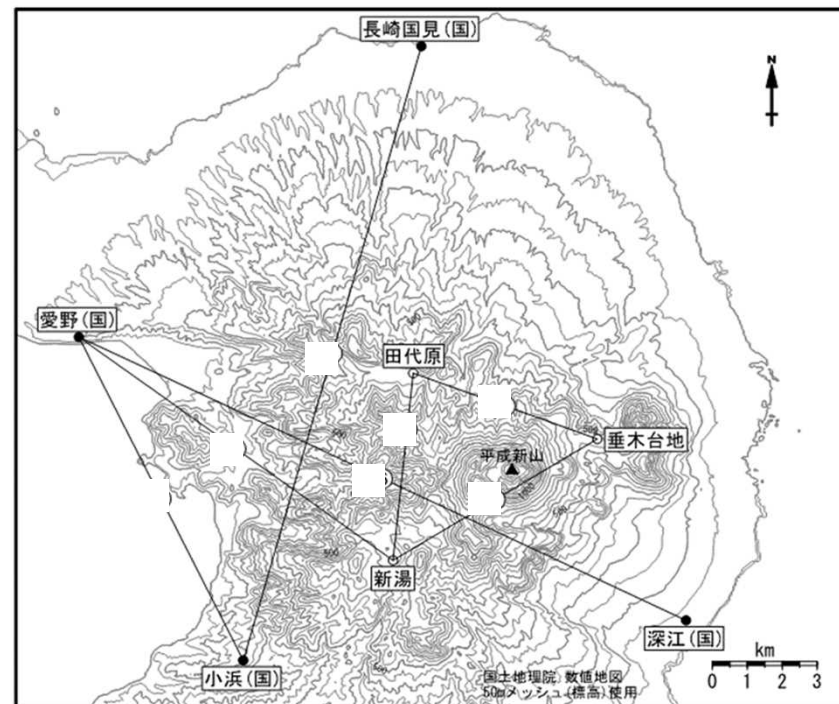 長崎国見(国)
N
愛野(国)
田代原
垂木台地
平成新山
新湯
深江(国)
小浜(国)
km
0 1 2 3
国土地理院 数値地図
50mメッシュ(標高)使用
500
500